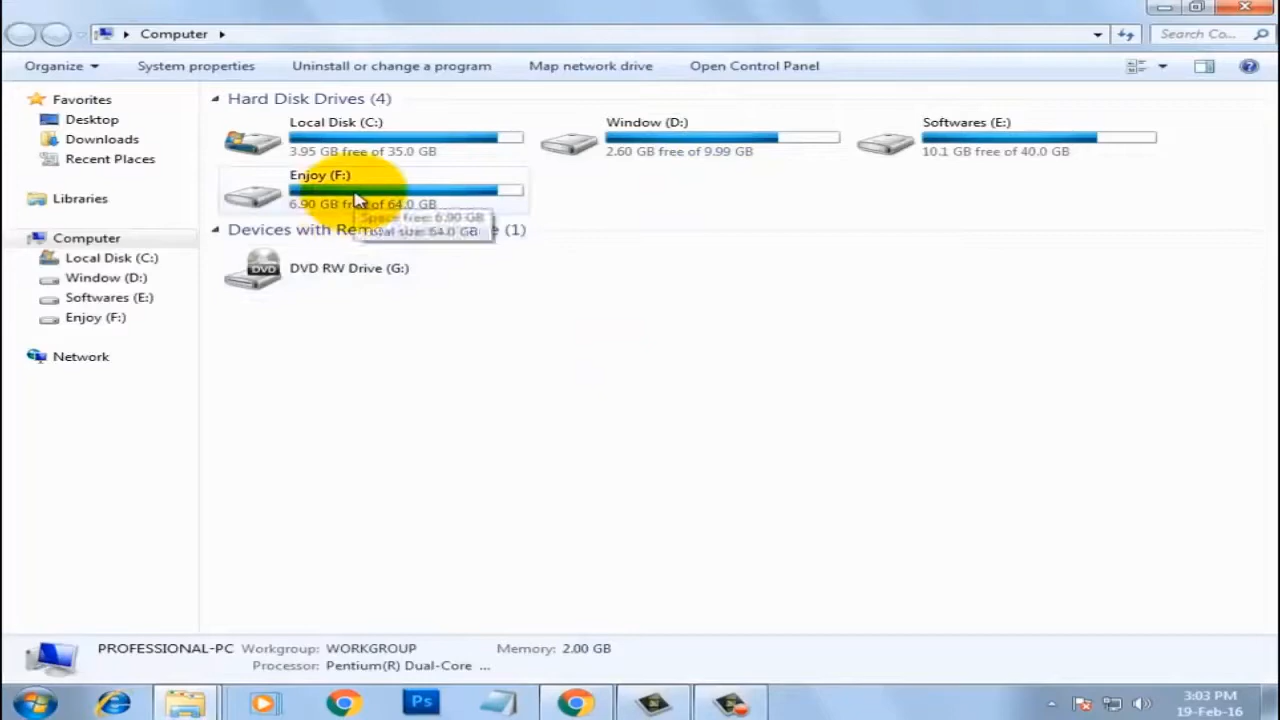 Computer
Search Co...
Organize System properties Uninstall or change a program Map network drive Open Control Panel
Favorites
Desktop
Downloads
Recent Places
Libraries
Computer
Local Disk (C:)
Window (D:)
Softwares (E:)
Enjoy (F:)
Network
Hard Disk Drives (4)
Local Disk (C:)
3.95 GB free of 35.0 GB
Window (D:)
2.60 GB free of 9.99 GB
Softwares (E:)
10.1 GB free of 40.0 GB
Enjoy (F:)
6.90 GB free of 64.0 GB
Space free: 6.90 GB
Total size: 64.0 GB
Devices with (1)
DVD
DVD RW Drive (G:)
PROFESSIONAL-PC Workgroup: WORKGROUP Memory: 2.00 GB
Processor: Pentium(R) Dual-Core ...
Ps
3:03 PM
19-Feb-16